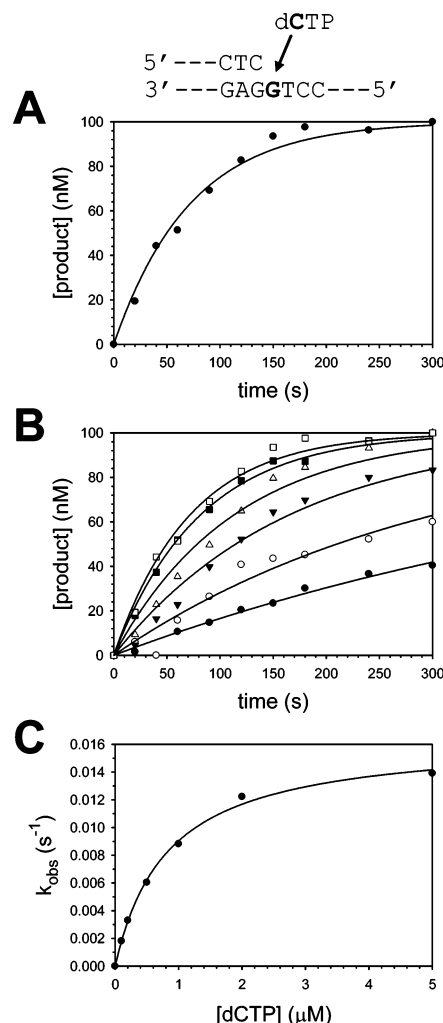 dCTP
5' ---CTC
3' ---GAGGTCC---5'
A
100
80
60
40
20
0
[product] (nM)
0 50 100 150 200 250 300
time (s)
B
100
80
60
40
20
0
[product] (nM)
0 50 100 150 200 250 300
time (s)
C
0.016
0.014
0.012
0.010
0.008
0.006
0.004
0.002
0.000
kobs (s⁻¹)
0 1 2 3 4 5
[dCTP] (μM)